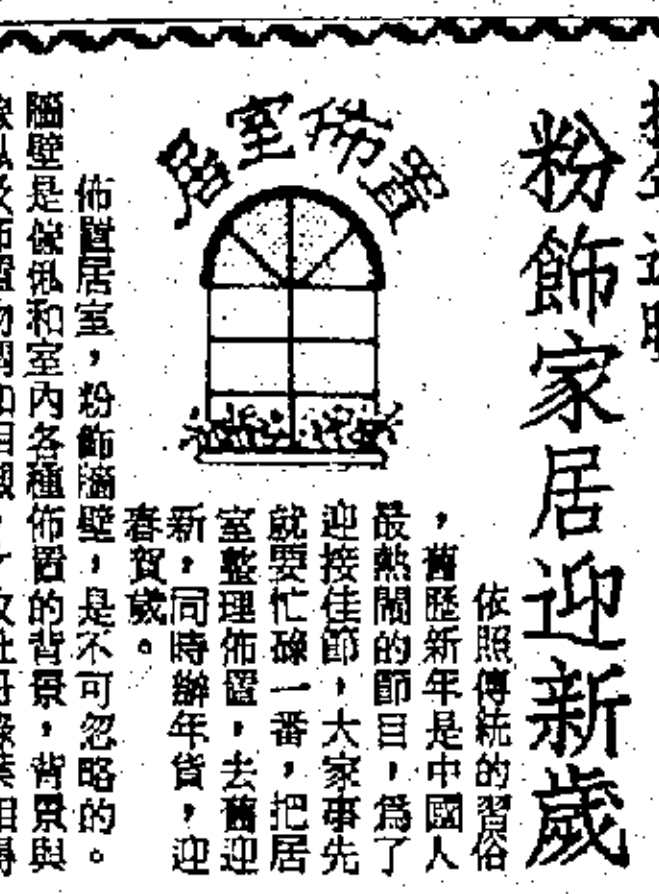 粉飾家居迎新歲
佈置居室
依照傳統的習俗
，舊歷新年是中國人
最熱鬧的節目，爲了
迎接佳節，大家事先
就要忙碌一番，把居
室整理佈置，去舊迎
新，同時辦年貨，迎
春賀歲。
佈置居室，粉飾牆壁，是不可忽略的。
牆壁是傢俬和室內各種佈置的背景，背景與